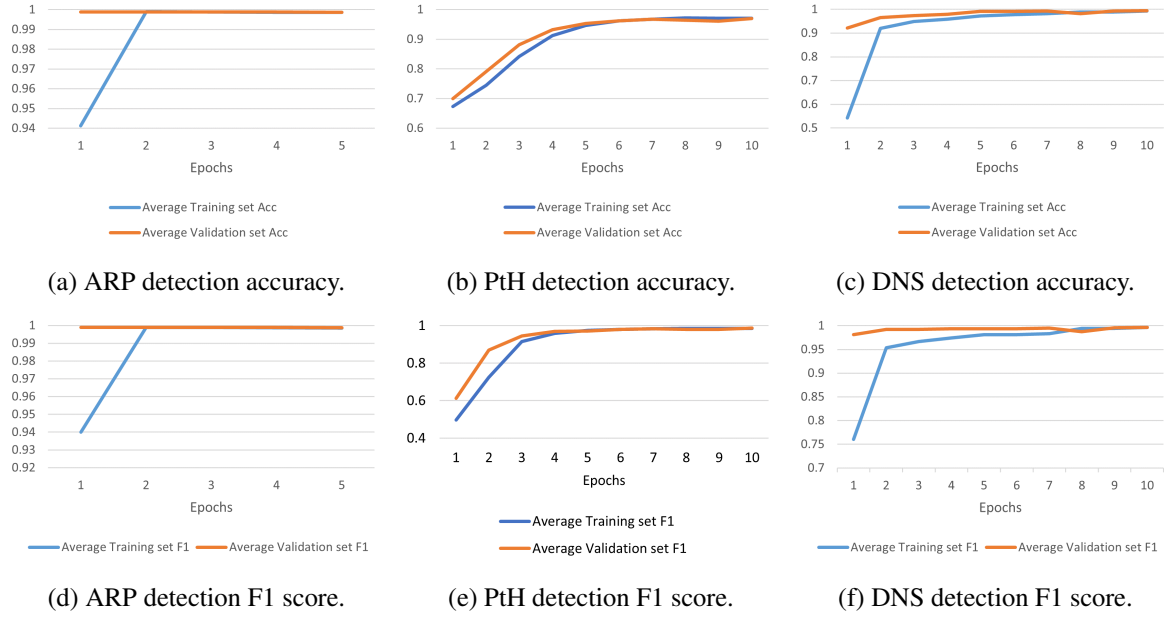 1
0.99
0.98
0.97
0.96
0.95
0.94
1 2 3 4 5
Epochs
Average Training set Acc
Average Validation set Acc
(a) ARP detection accuracy.
1
0.9
0.8
0.7
0.6
1 2 3 4 5 6 7 8 9 10
Epochs
Average Training set Acc
Average Validation set Acc
(b) PtH detection accuracy.
1
0.9
0.8
0.7
0.6
0.5
1 2 3 4 5 6 7 8 9 10
Epochs
Average Training set Acc
Average Validation set Acc
(c) DNS detection accuracy.
1
0.99
0.98
0.97
0.96
0.95
0.94
0.93
0.92
1 2 3 4 5
Epochs
Average Training set F1 Average Validation set F1
(d) ARP detection F1 score.
1
0.8
0.6
0.4
1 2 3 4 5 6 7 8 9 10
Epochs
Average Training set F1
Average Validation set F1
(e) PtH detection F1 score.
1
0.95
0.9
0.85
0.8
0.75
0.7
1 2 3 4 5 6 7 8 9 10
Epochs
Average Training set F1 Average Validation set F1
(f) DNS detection F1 score.